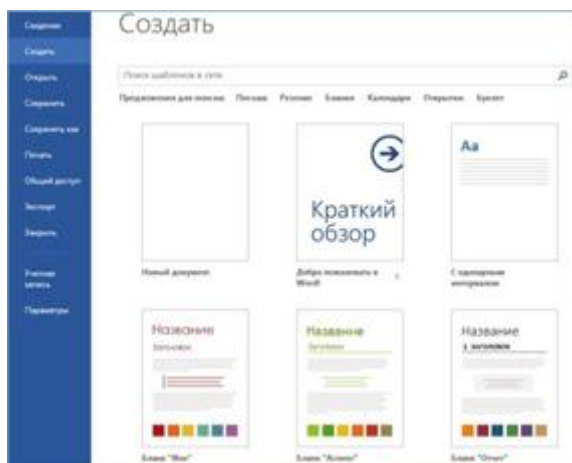 Сведения
Создать
Открыть
Сохранить
Сохранить как
Печать
Общий доступ
Экспорт
Закрыть
Учетная
запись
Параметры
Создать
Поиск шаблонов в сети
Предложения для поиска: Письма Резюме Бланки Календари Открытки Буклет
Aa
Краткий
обзор
Новый документ
Добро пожаловать в
Word!
С одинарным
интервалом
Название
Заголовок
Название
Заголовок
Название
1 ЗАГОЛОВОК
Бланк "Ион"
Бланк "Аспект"
Бланк "Отчет"